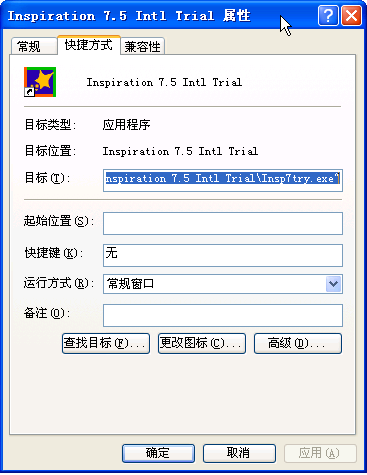 Inspiration 7.5 Intl Trial 属性
常规 快捷方式 兼容性
Inspiration 7.5 Intl Trial
目标类型: 应用程序
目标位置: Inspiration 7.5 Intl Trial
目标(T): nspiration 7.5 Intl Trial\Insp7try.exe"
起始位置(S):
快捷键(K): 无
运行方式(R): 常规窗口
备注(O):
查找目标(F)... 更改图标(C)... 高级(D)...
确定 取消 应用(A)